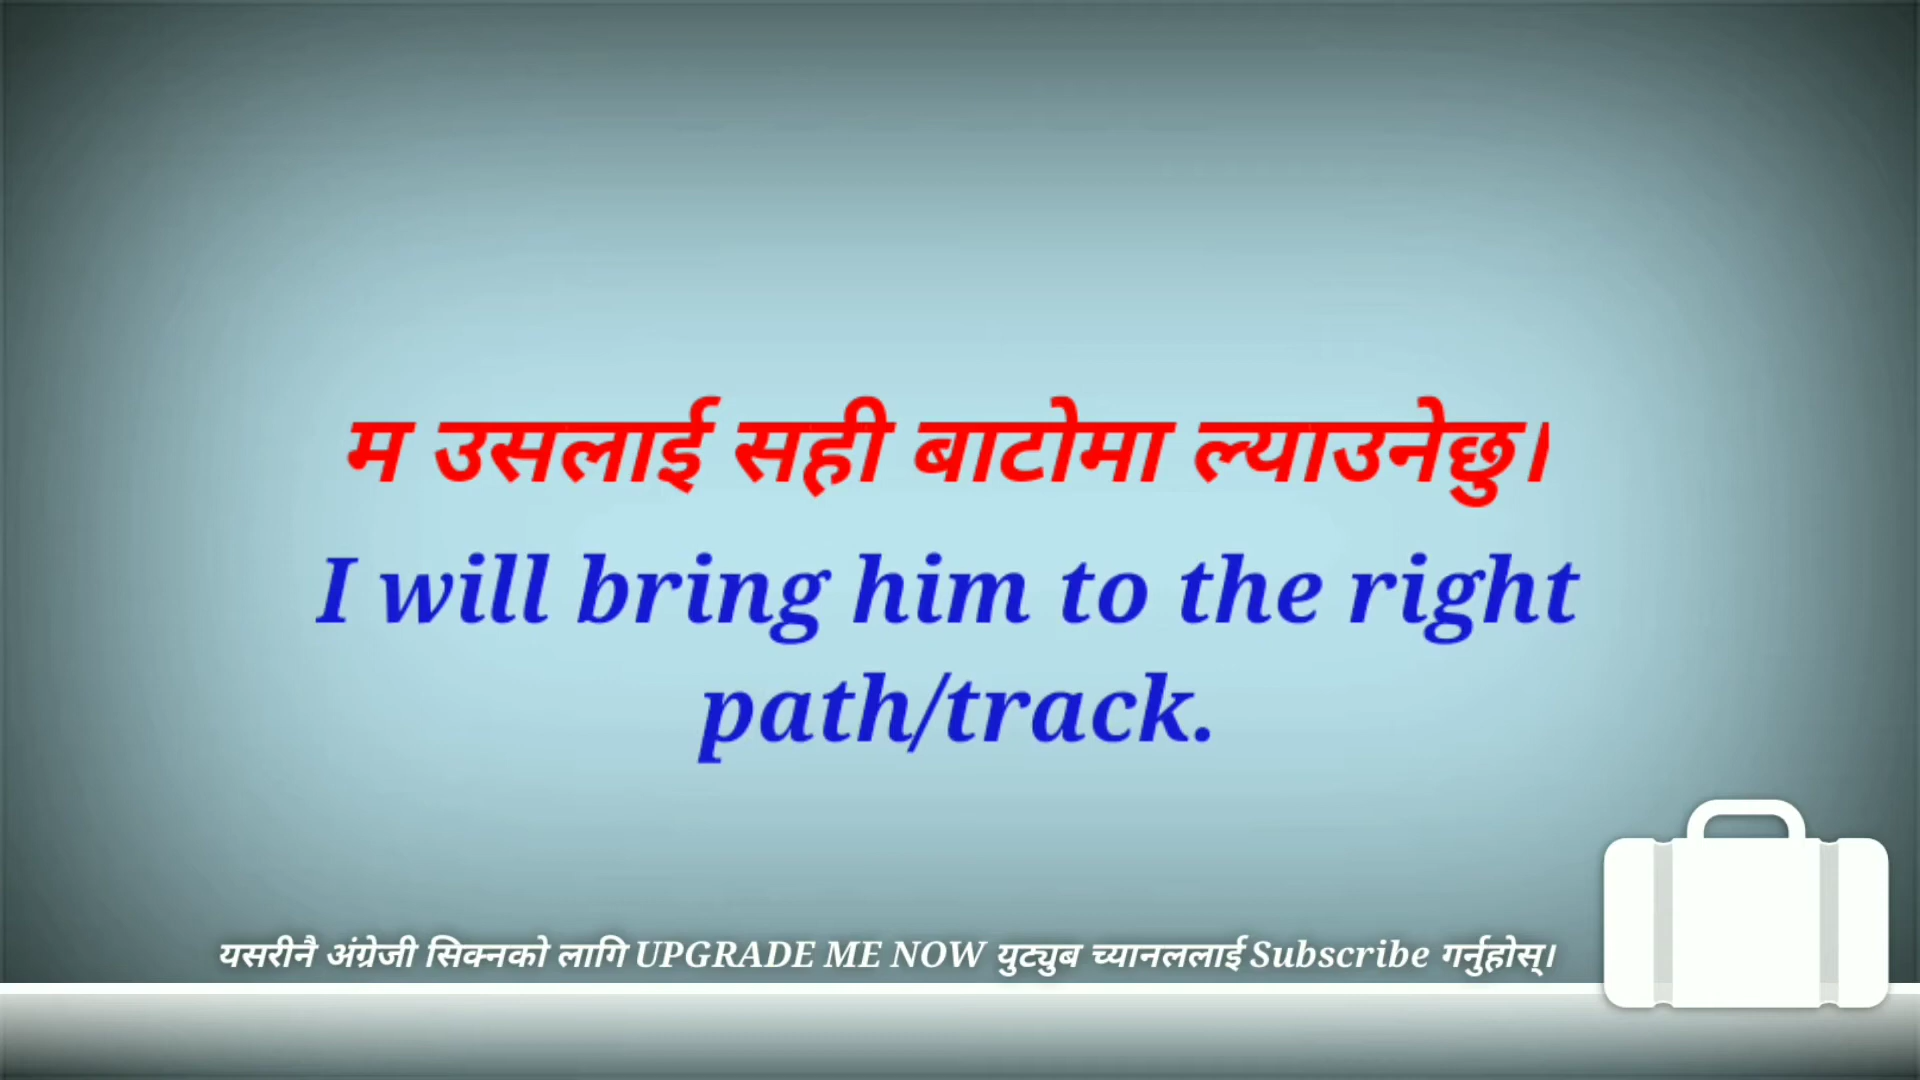 म उसलाई सही बाटोमा ल्याउनेछु।
I will bring him to the right
path/track.
यसरीनै अंग्रेजी सिक्नको लागि UPGRADE ME NOW युट्युब च्यानललाई Subscribe गर्नुहोस्।